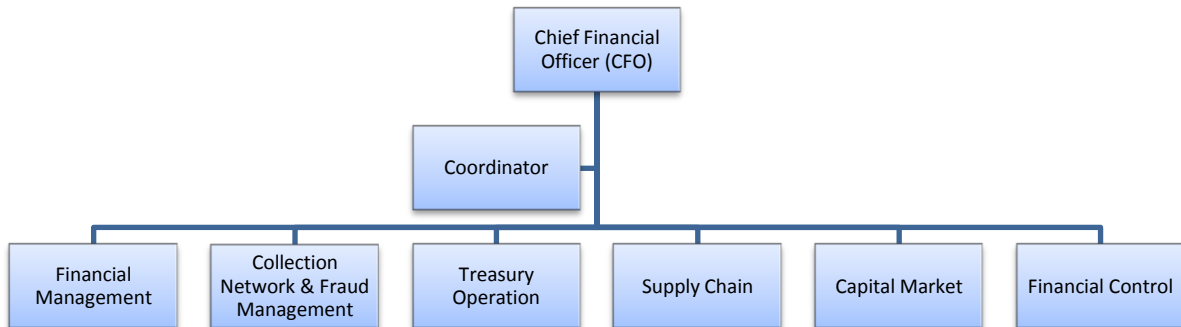 Chief Financial
Officer (CFO)
Coordinator
Financial
Management
Collection
Network & Fraud
Management
Treasury
Operation
Supply Chain
Capital Market
Financial Control